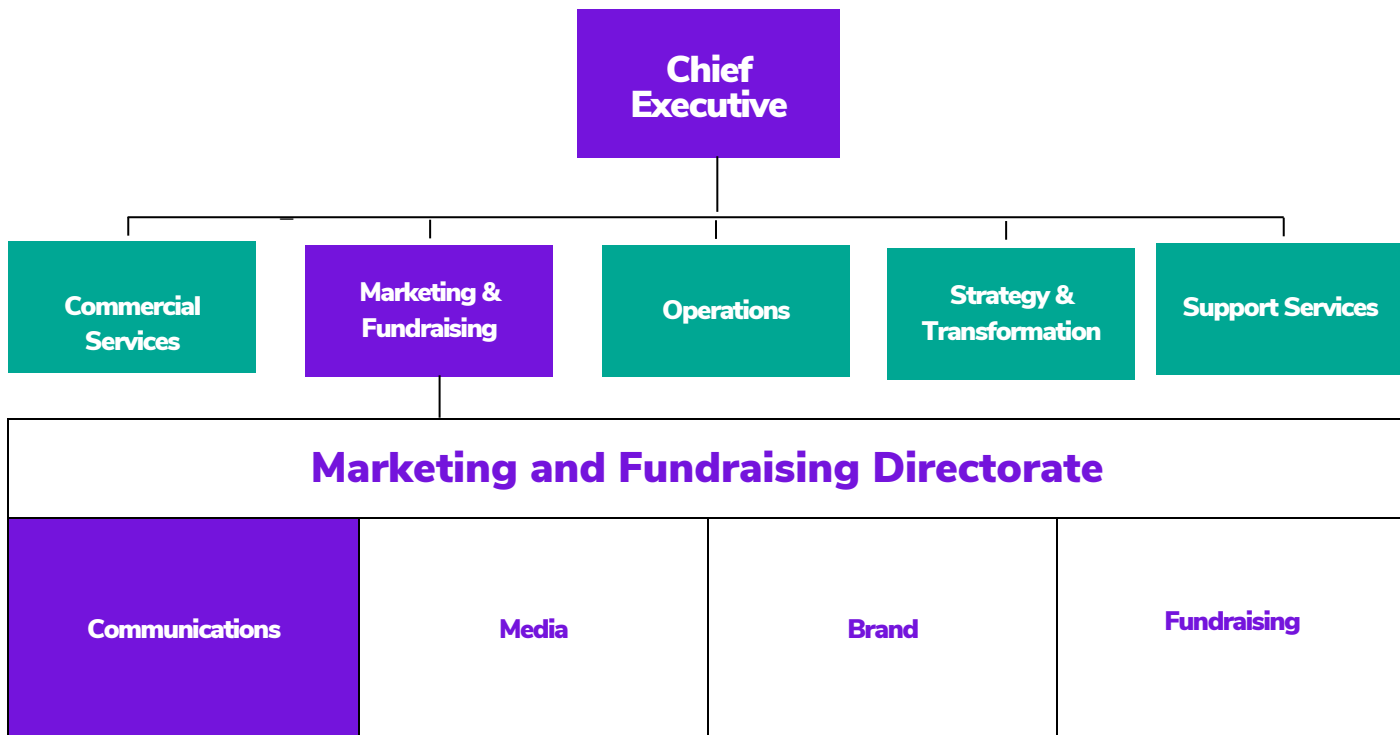 Chief
Executive
Commercial
Services
Marketing &
Fundraising
Operations
Strategy &
Transformation
Support Services
Marketing and Fundraising Directorate
Communications
Media
Brand
Fundraising